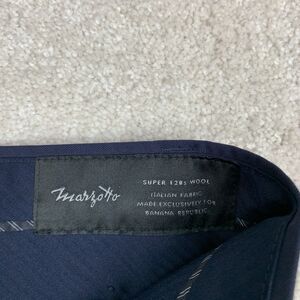 Marzotto
SUPER 120s WOOL
ITALIAN FABRIC
MADE EXCLUSIVELY FOR
BANANA REPUBLIC